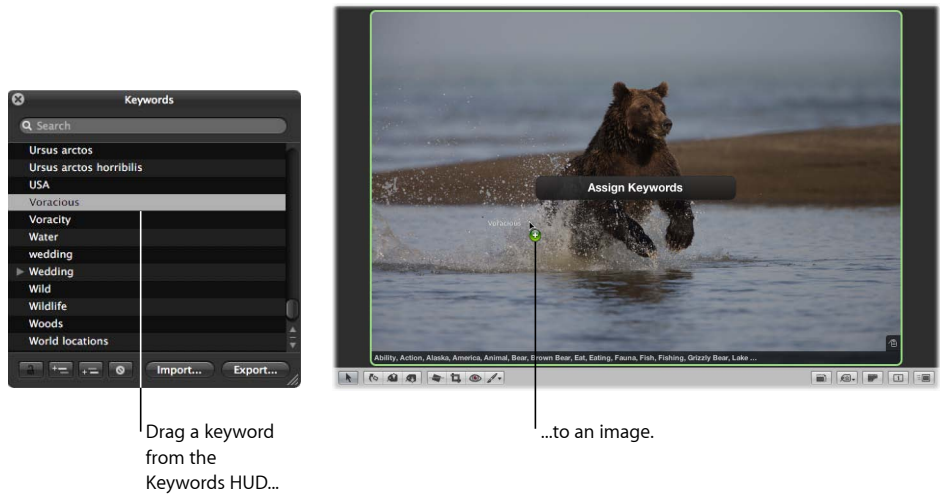 Keywords
Search
Ursus arctos
Ursus arctos horribilis
USA
Voracious
Voracity
Water
wedding
Wedding
Wild
Wildlife
Woods
World locations
Import...
Export...
Assign Keywords
Voracious
Ability, Action, Alaska, America, Animal, Bear, Brown Bear, Eat, Eating, Fauna, Fish, Fishing, Grizzly Bear, Lake ...
Drag a keyword
from the
Keywords HUD...
...to an image.